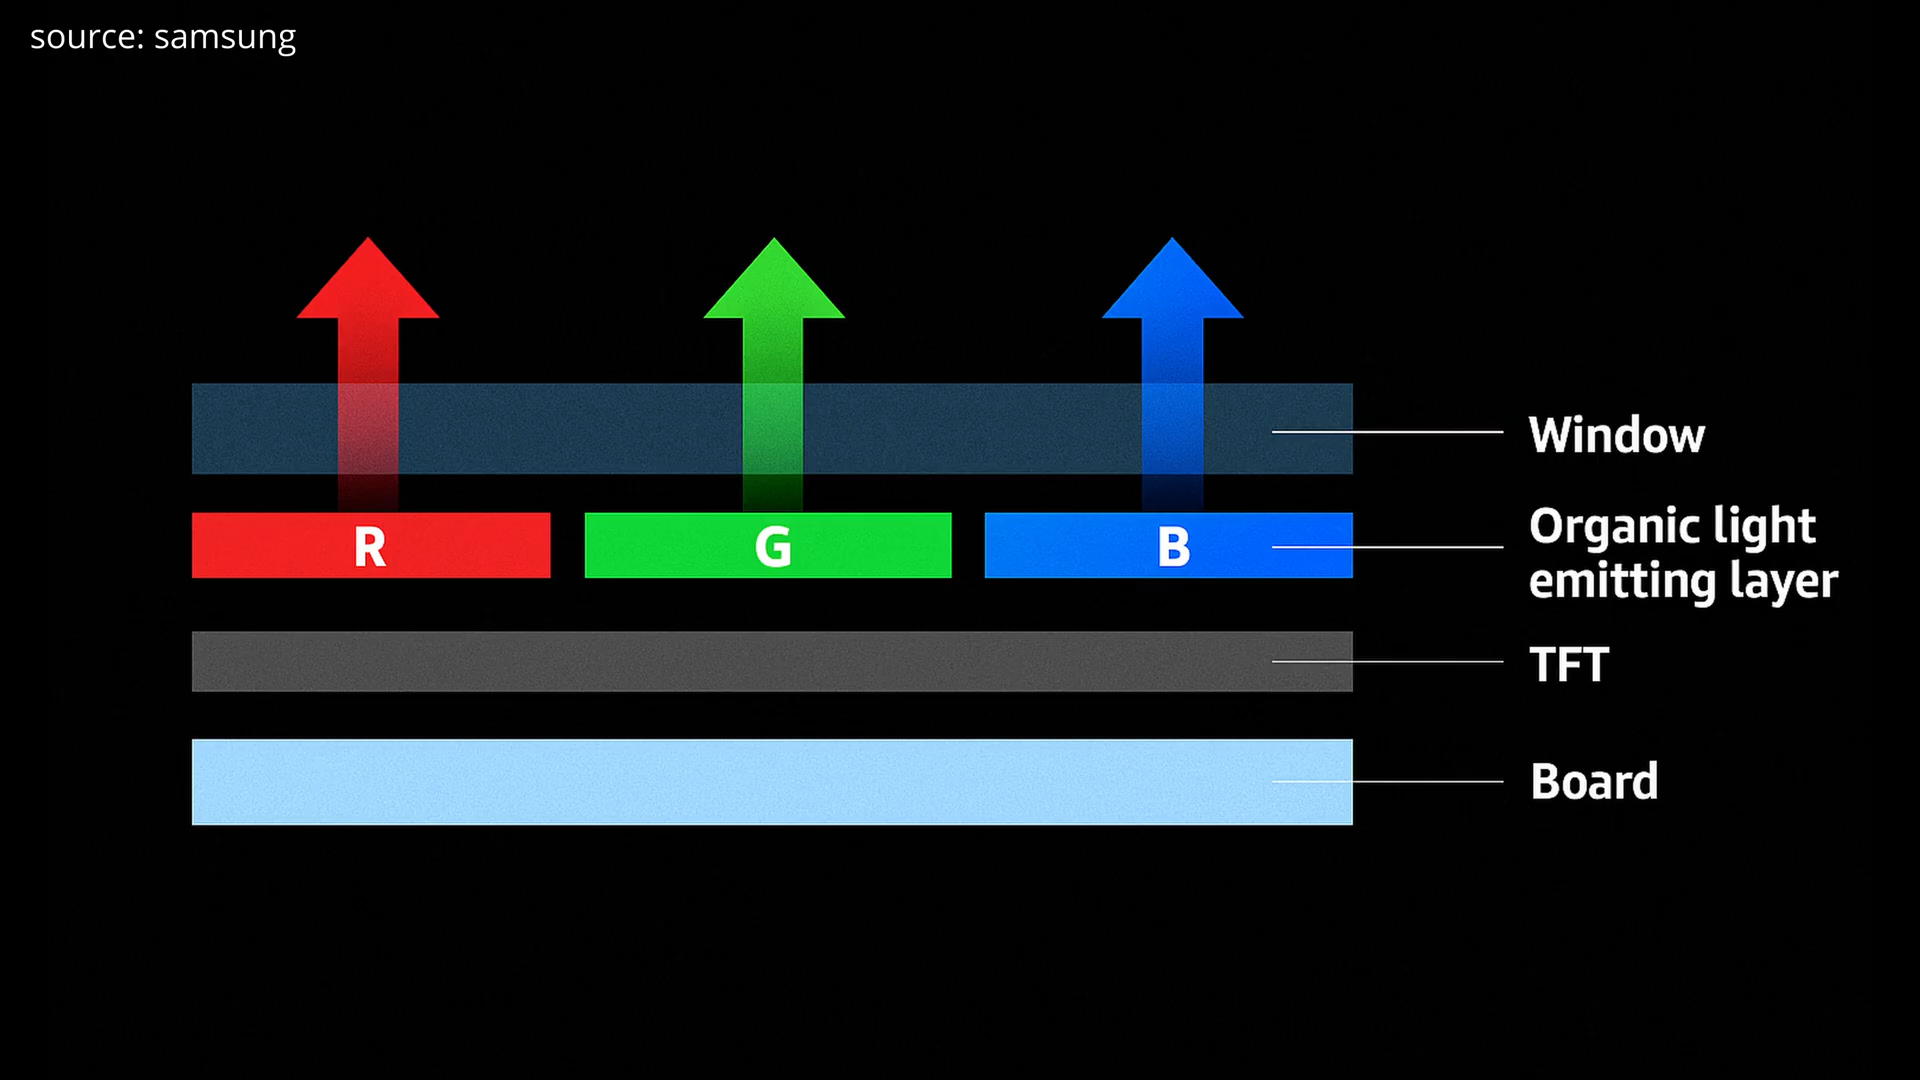 source: samsung
Window
R
G
B
Organic light
emitting layer
TFT
Board